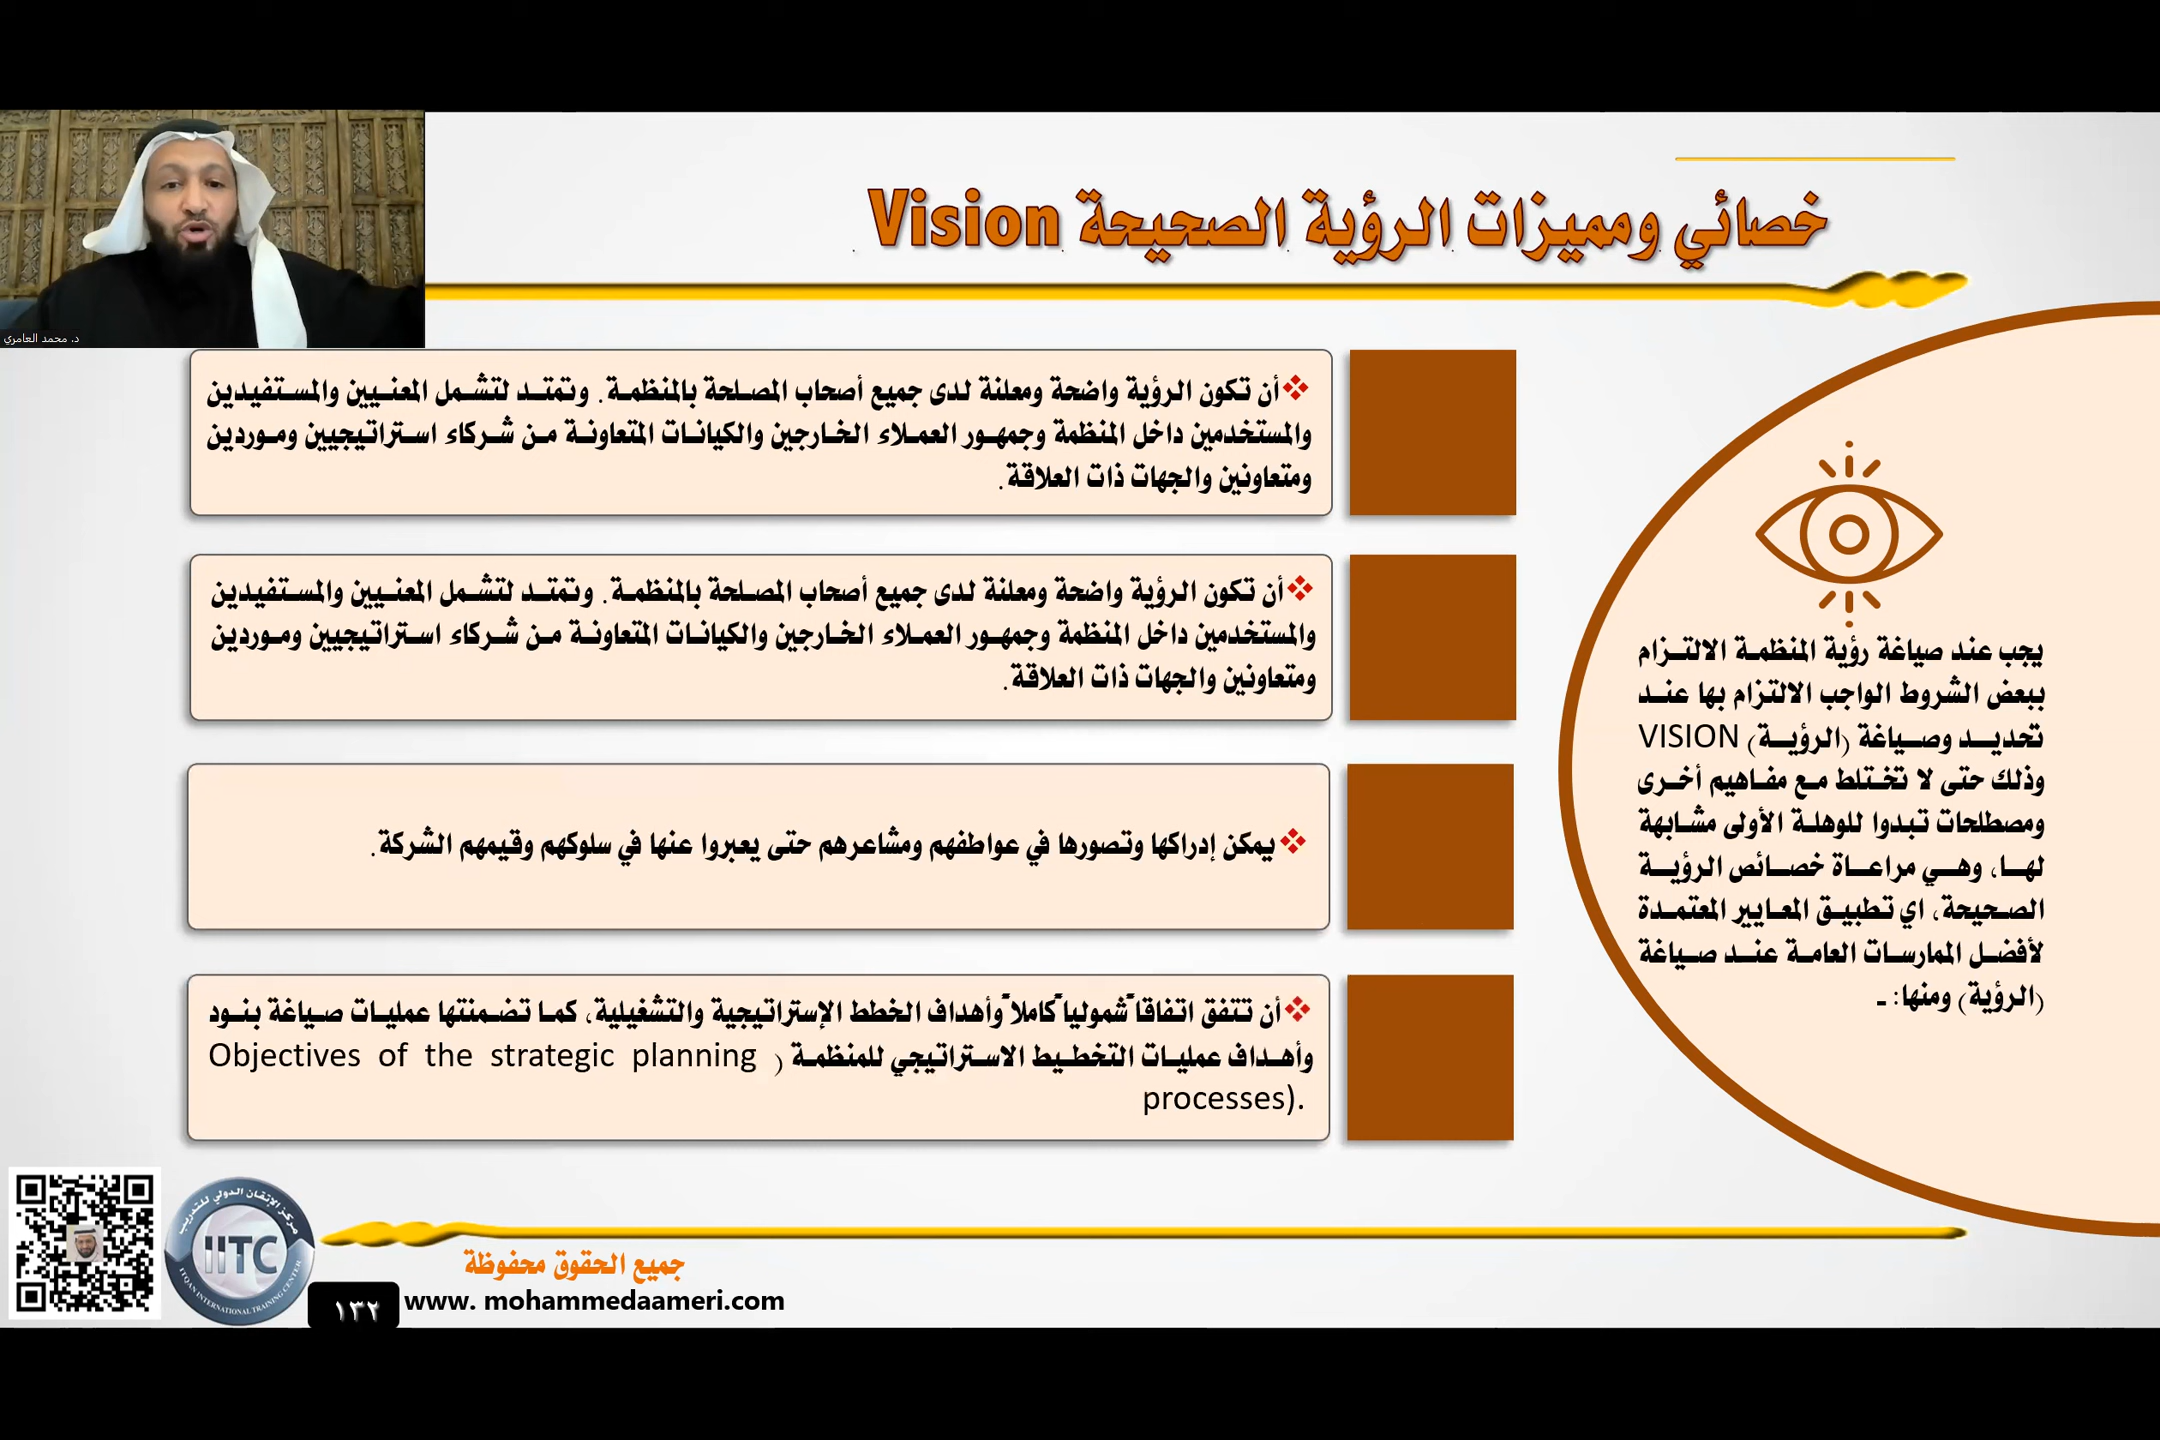 خصائي ومميزات الرؤية الصحيحة Vision
د. محمد العامري
أن تكون الرؤية واضحة ومعلنة لدى جميع أصحاب المصلحة بالمنظمة. وتمتد لتشمل المعنيين والمستفيدين
والمستخدمين داخل المنظمة وجمهور العملاء الخارجين والكيانات المتعاونة من شركاء استراتيجيين وموردين
ومتعاونين والجهات ذات العلاقة.
أن تكون الرؤية واضحة ومعلنة لدى جميع أصحاب المصلحة بالمنظمة. وتمتد لتشمل المعنيين والمستفيدين
والمستخدمين داخل المنظمة وجمهور العملاء الخارجين والكيانات المتعاونة من شركاء استراتيجيين وموردين
ومتعاونين والجهات ذات العلاقة.
يمكن إدراكها وتصورها في عواطفهم ومشاعرهم حتى يعبروا عنها في سلوكهم وقيمهم الشركة.
أن تتفق اتفاقاً شمولياً كاملاً وأهداف الخطط الإستراتيجية والتشغيلية، كما تضمنتها عمليات صياغة بنود
وأهداف عمليات التخطيط الاستراتيجي للمنظمة ( Objectives of the strategic planning
processes).
يجب عند صياغة رؤية المنظمة الالتزام
ببعض الشروط الواجب الالتزام بها عند
تحديد وصياغة (الرؤية) VISION
وذلك حتى لا تختلط مع مفاهيم أخرى
ومصطلحات تبدوا للوهلة الأولى مشابهة
لها، وهي مراعاة خصائص الرؤية
الصحيحة، اي تطبيق المعايير المعتمدة
لأفضل الممارسات العامة عند صياغة
(الرؤية) ومنها: ـ
مركز الإتقان الدولي للتدريب
IITC
ITQAN INTERNATIONAL TRAINING CENTER
جميع الحقوق محفوظة
www. mohammedaameri.com
١٣٢